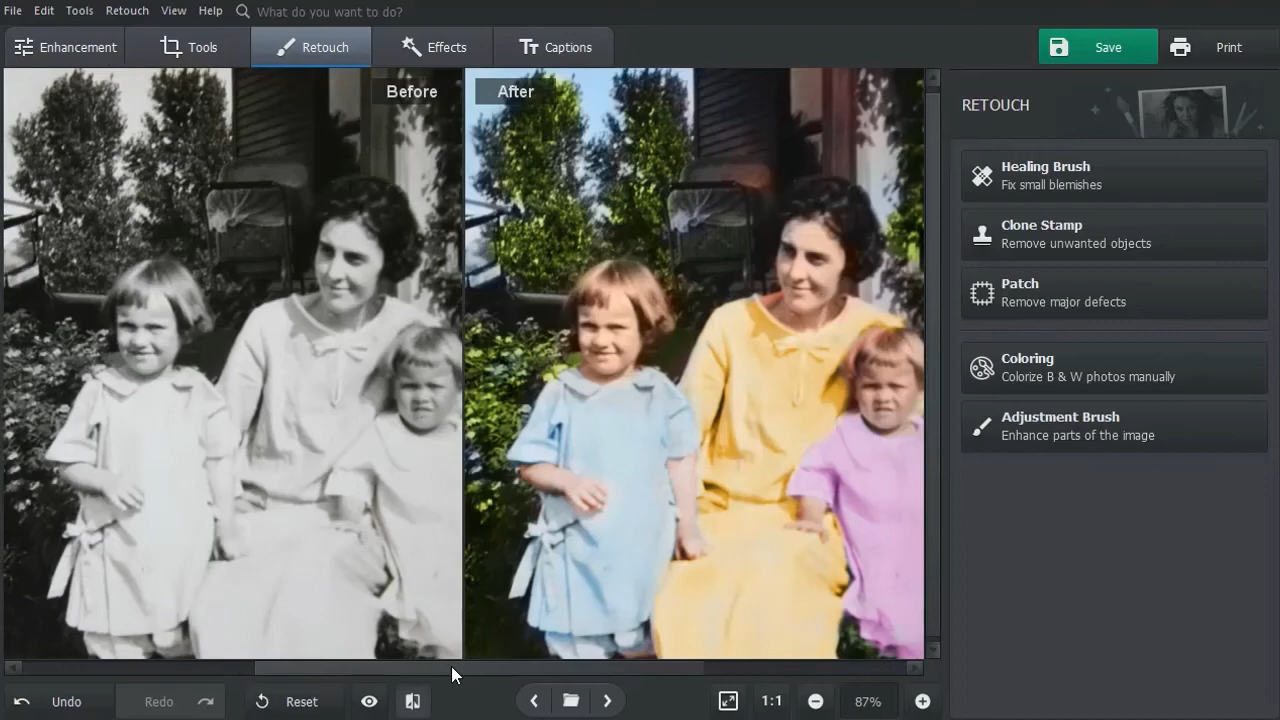 File Edit Tools Retouch View Help What do you want to do?
Enhancement Tools Retouch Effects Captions Save Print
Before After
RETOUCH
Healing Brush
Fix small blemishes
Clone Stamp
Remove unwanted objects
Patch
Remove major defects
Coloring
Colorize B & W photos manually
Adjustment Brush
Enhance parts of the image
Undo Redo Reset 1:1 87%